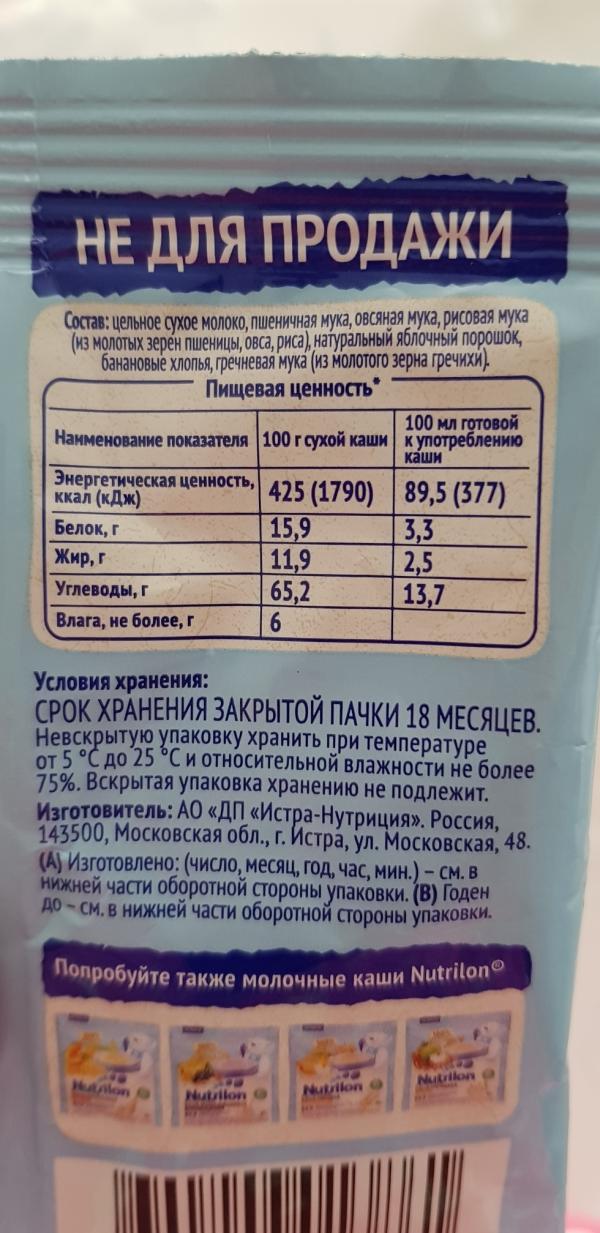 НЕ ДЛЯ ПРОДАЖИ
Состав: цельное сухое молоко, пшеничная мука, овсяная мука, рисовая мука
(из молотых зерен пшеницы, овса, риса), натуральный яблочный порошок,
банановые хлопья, гречневая мука (из молотого зерна гречихи).
Пищевая ценность*
Наименование показателя 100 г сухой каши 100 мл готовой
к употреблению
каши
Энергетическая ценность,
ккал (кДж) 425 (1790) 89,5 (377)
Белок, г 15,9 3,3
Жир, г 11,9 2,5
Углеводы, г 65,2 13,7
Влага, не более, г 6
Условия хранения:
СРОК ХРАНЕНИЯ ЗАКРЫТОЙ ПАЧКИ 18 МЕСЯЦЕВ.
Невскрытую упаковку хранить при температуре
от 5 °С до 25 °С и относительной влажности не более
75%. Вскрытая упаковка хранению не подлежит.
Изготовитель: АО «ДП «Истра-Нутриция». Россия,
143500, Московская обл., г. Истра, ул. Московская, 48.
(А) Изготовлено: (число, месяц, год, час, мин.) – см. в
нижней части оборотной стороны упаковки. (В) Годен
до – см. в нижней части оборотной стороны упаковки.
Попробуйте также молочные каши Nutrilon®
Nutrilon Nutrilon Nutrilon Nutrilon